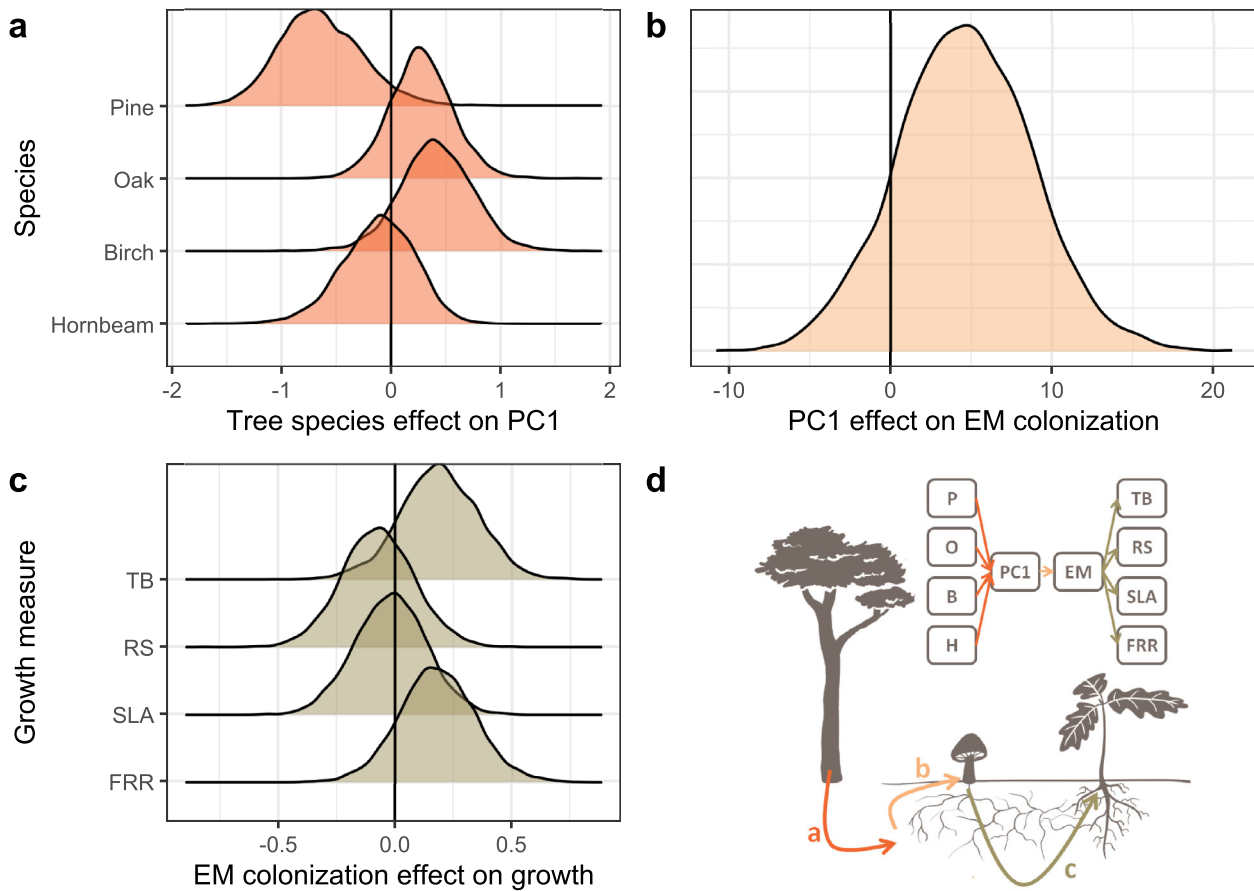 a
Species
Pine
Oak
Birch
Hornbeam
-2 -1 0 1 2
Tree species effect on PC1
b
-10 0 10 20
PC1 effect on EM colonization
c
Growth measure
TB
RS
SLA
FRR
-0.5 0.0 0.5
EM colonization effect on growth
d
P TB
O RS
PC1 EM
B SLA
H FRR
b
a
c